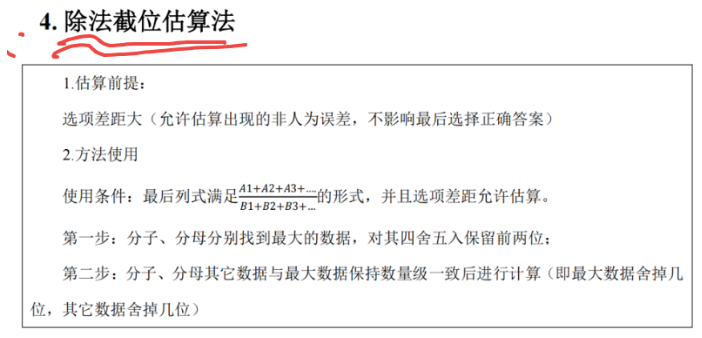 4. 除法截位估算法
1.估算前提：
选项差距大（允许估算出现的非人为误差，不影响最后选择正确答案）
2.方法使用
使用条件：最后列式满足\frac{A1+A2+A3+…}{B1+B2+B3+…}的形式，并且选项差距允许估算。
第一步：分子、分母分别找到最大的数据，对其四舍五入保留前两位；
第二步：分子、分母其它数据与最大数据保持数量级一致后进行计算（即最大数据舍掉几
位，其它数据舍掉几位）